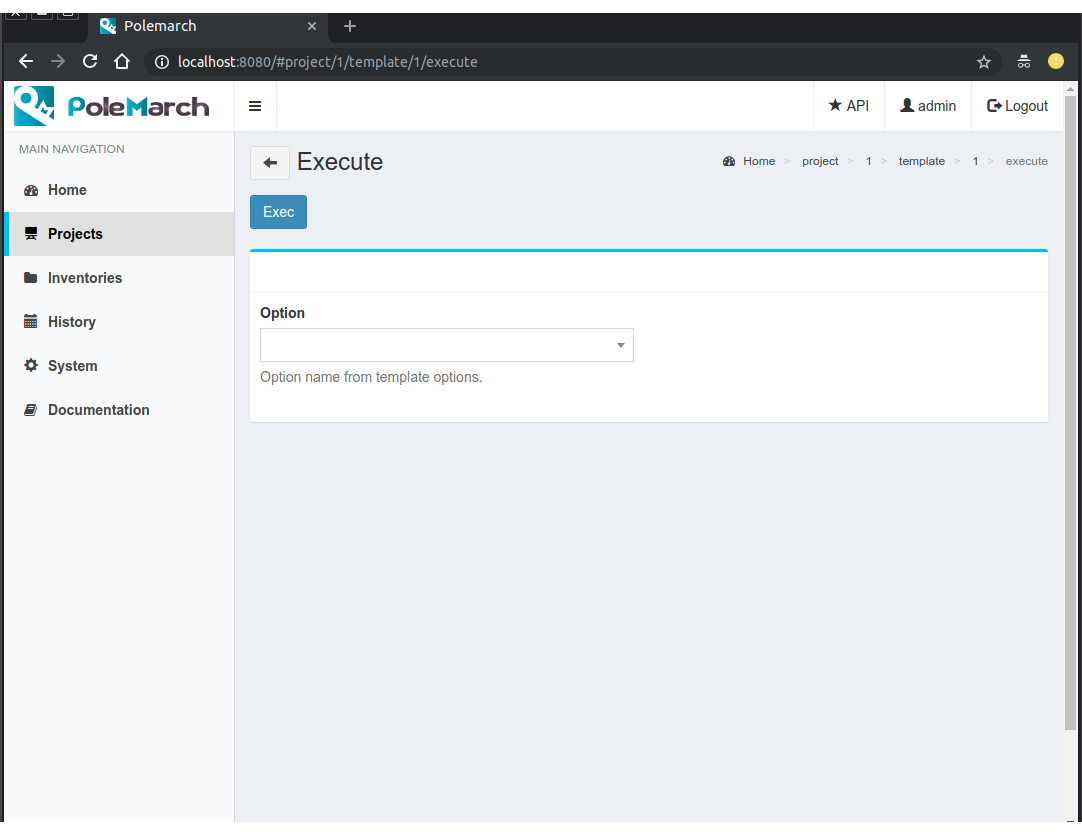 Polemarch
localhost:8080/#project/1/template/1/execute
PoleMarch
API
admin
Logout
MAIN NAVIGATION
Execute
Home > project > 1 > template > 1 > execute
Home
Exec
Projects
Inventories
Option
History
System
Option name from template options.
Documentation